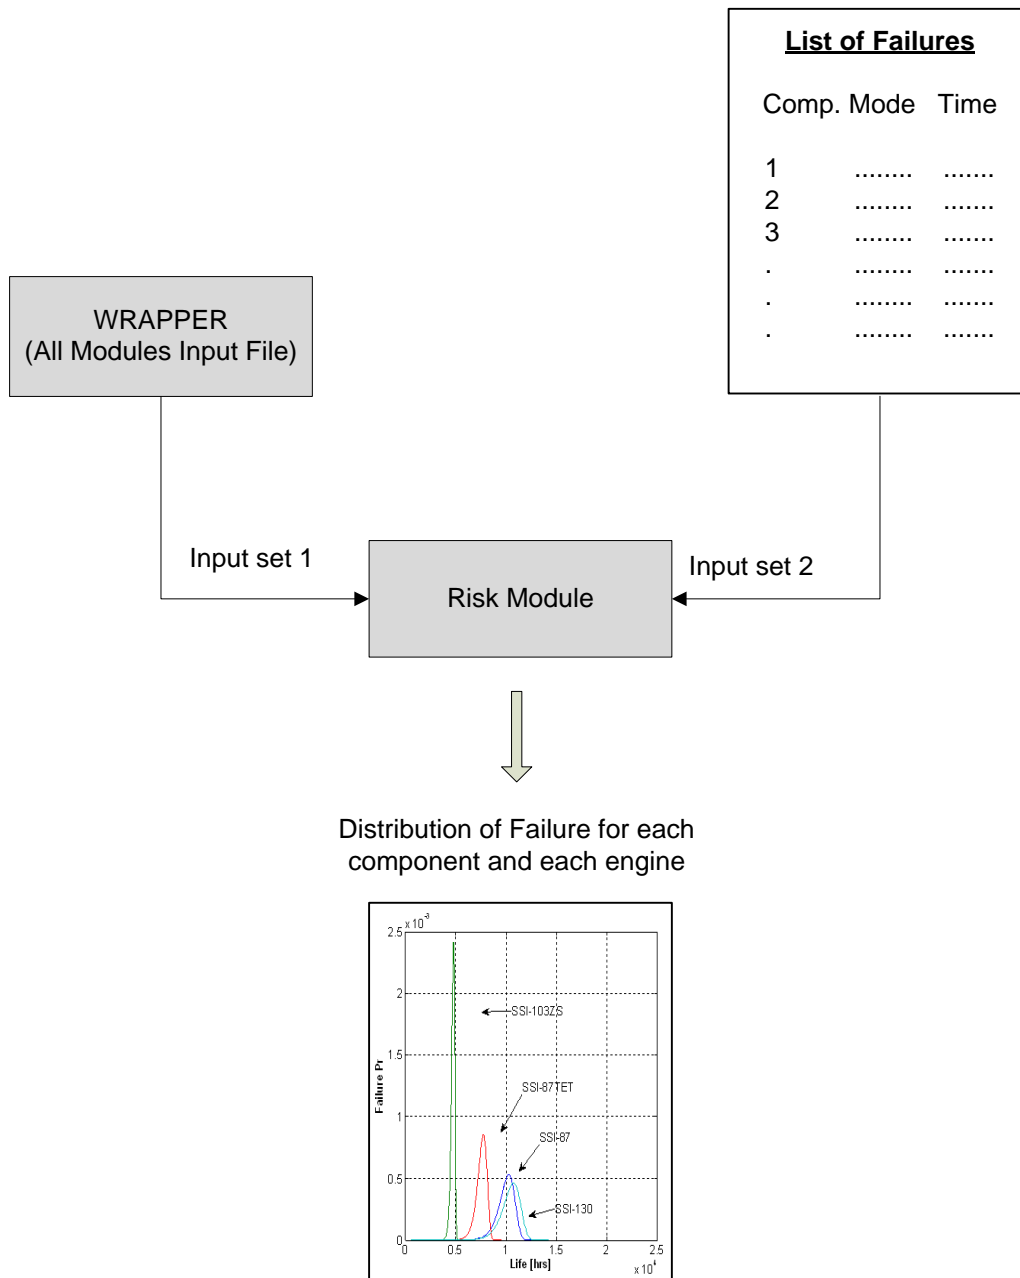 List of Failures
Comp. Mode Time
1 ........ .......
2 ........ .......
3 ........ .......
. ........ .......
. ........ .......
. ........ .......
WRAPPER
(All Modules Input File)
Input set 1
Input set 2
Risk Module
Distribution of Failure for each
component and each engine
x 10⁻³
2.5
2
1.5
1
0.5
0
Failure Pr
SSI-103ZS
SSI-87TET
SSI-87
SSI-130
0 0.5 1 1.5 2 2.5
Life [hrs]
x 10⁴